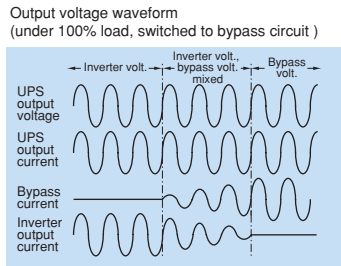 Output voltage waveform
(under 100% load, switched to bypass circuit )
Inverter volt.
Inverter volt.,
bypass volt.
mixed
Bypass
volt.
UPS
output
voltage
UPS
output
current
Bypass
current
Inverter
output
current